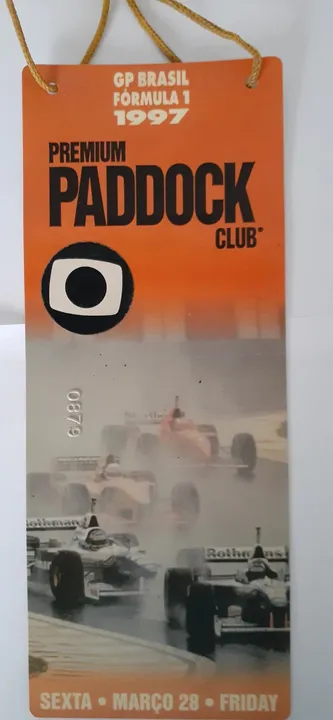 GP BRASIL
FÓRMULA 1
1997
PREMIUM
PADDOCK
CLUB®
0879
Rothmans
Rothmans
SEXTA • MARÇO 28 • FRIDAY